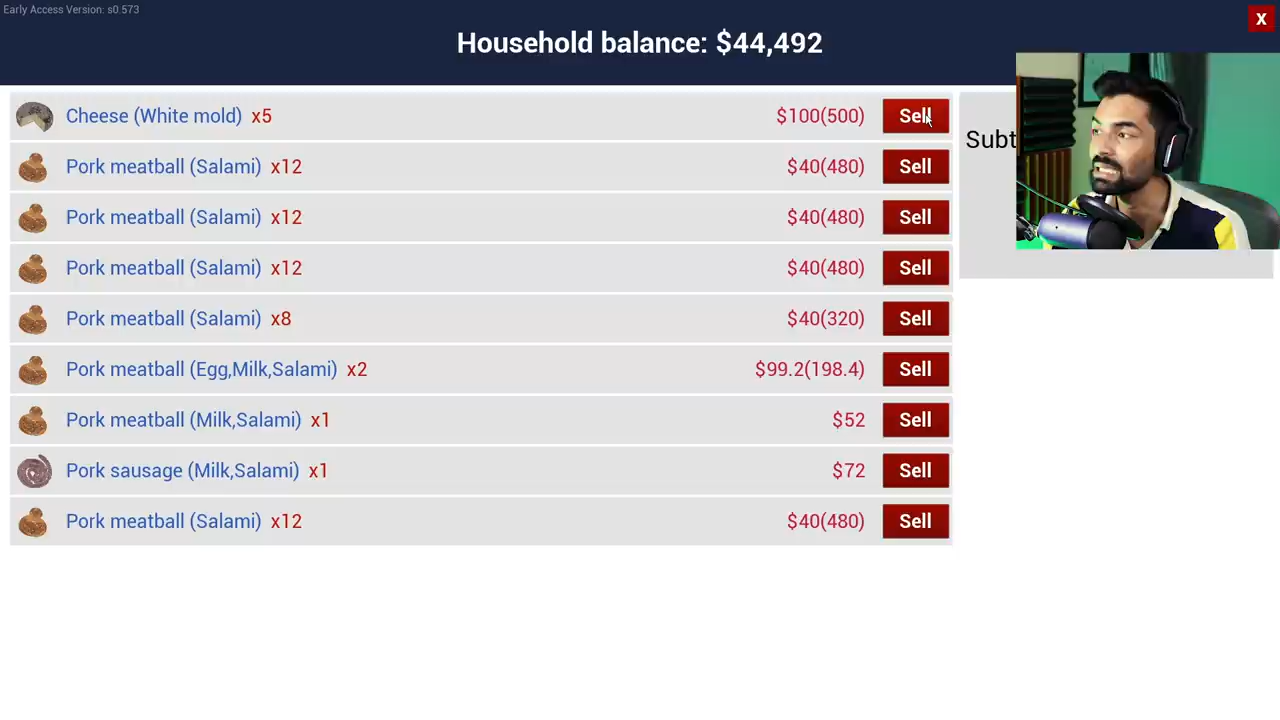 Early Access Version: s0.573
X
Household balance: $44,492
Cheese (White mold) x5 $100(500) Sell
Subt
Pork meatball (Salami) x12 $40(480) Sell
Pork meatball (Salami) x12 $40(480) Sell
Pork meatball (Salami) x12 $40(480) Sell
Pork meatball (Salami) x8 $40(320) Sell
Pork meatball (Egg,Milk,Salami) x2 $99.2(198.4) Sell
Pork meatball (Milk,Salami) x1 $52 Sell
Pork sausage (Milk,Salami) x1 $72 Sell
Pork meatball (Salami) x12 $40(480) Sell